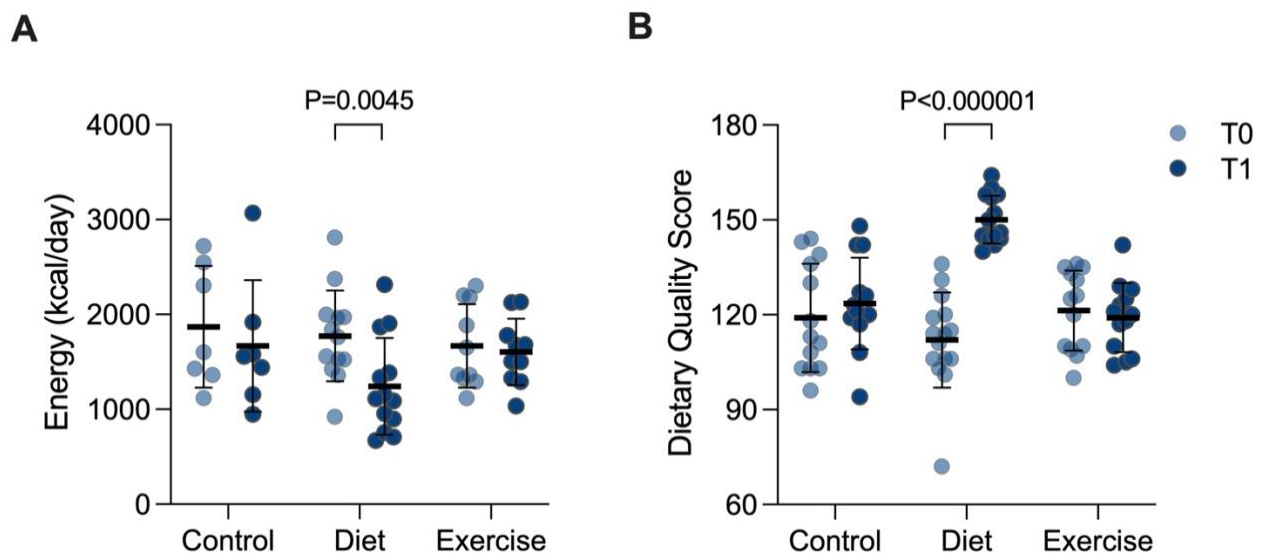 A
B
P=0.0045
P<0.000001
4000
3000
2000
1000
0
Energy (kcal/day)
Control
Diet
Exercise
180
150
120
90
60
Dietary Quality Score
Control
Diet
Exercise
T0
T1